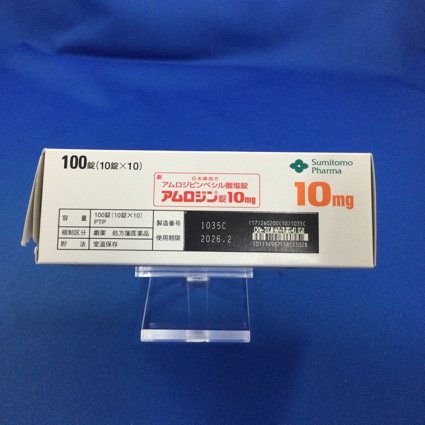 100錠(10錠×10)
劇
日本薬局方
アムロジピンベシル酸塩錠
アムロジン®錠10mg
Sumitomo
Pharma
10mg
容量 100錠(10錠×10)
PTP
規制区分 劇薬 処方箋医薬品
貯法 室温保存
製造番号 1035C
使用期限 2026.2
(17)260200(10)1035C